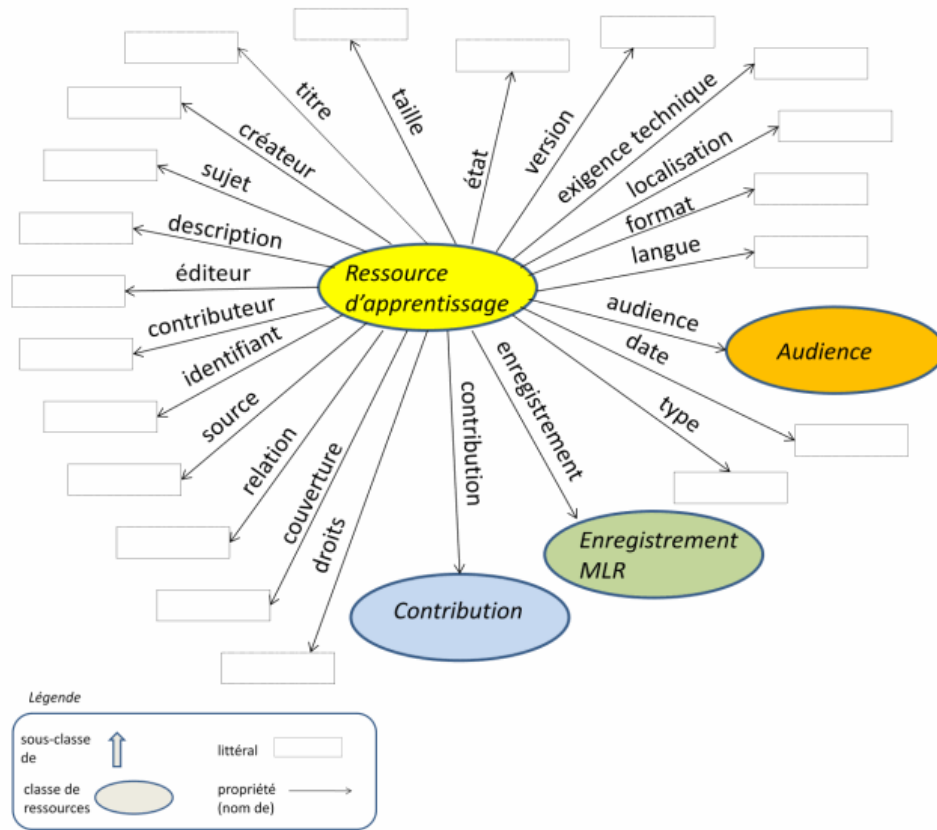 titre
taille
état
version
exigence technique
localisation
format
langue
créateur
sujet
description
éditeur
contributeur
identifiant
source
relation
couverture
droits
contribution
enregistrement
type
date
audience
Ressource
d'apprentissage
Audience
Enregistrement
MLR
Contribution
Légende
sous-classe
de
littéral
classe de
ressources
propriété
(nom de)